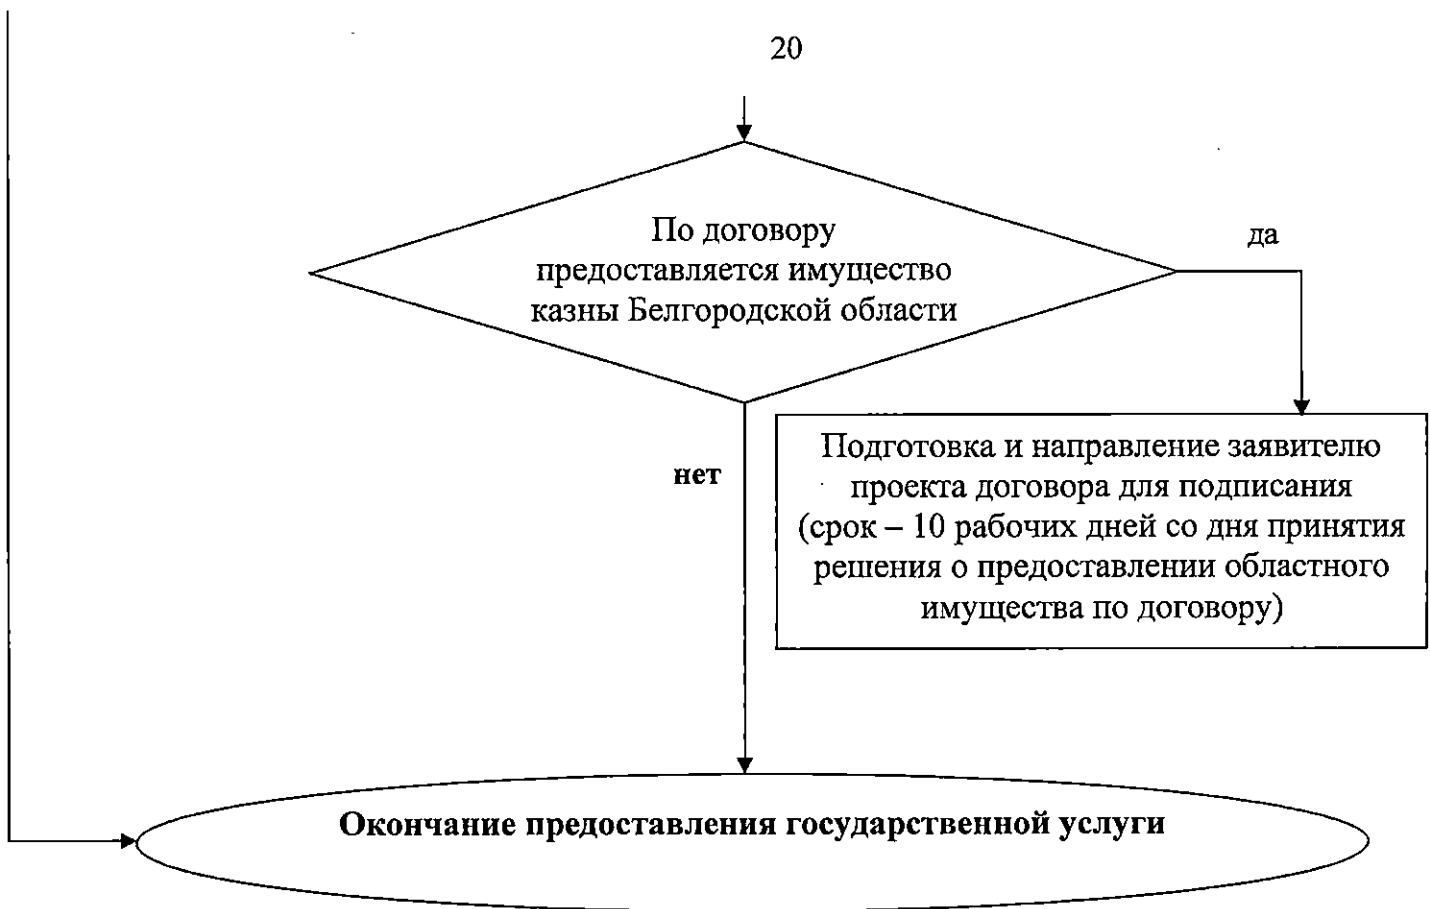 20
По договору
предоставляется имущество
казны Белгородской области
да
нет
Подготовка и направление заявителю
проекта договора для подписания
(срок – 10 рабочих дней со дня принятия
решения о предоставлении областного
имущества по договору)
Окончание предоставления государственной услуги